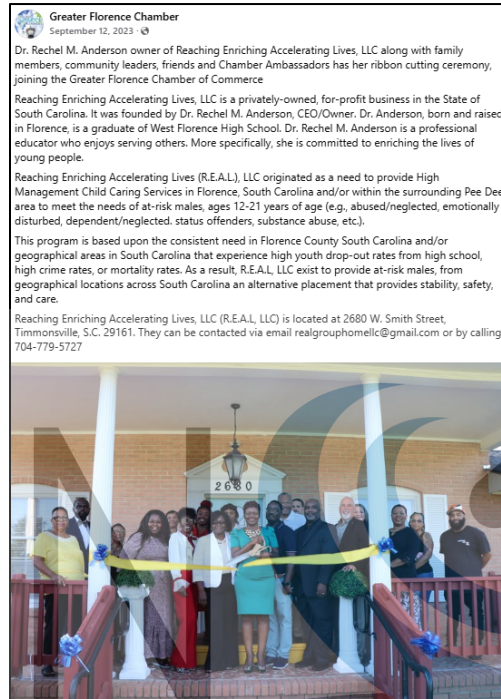 Greater Florence Chamber
September 12, 2023 ·
Dr. Rechel M. Anderson owner of Reaching Enriching Accelerating Lives, LLC along with family
members, community leaders, friends and Chamber Ambassadors has her ribbon cutting ceremony,
joining the Greater Florence Chamber of Commerce
Reaching Enriching Accelerating Lives, LLC is a privately-owned, for-profit business in the State of
South Carolina. It was founded by Dr. Rechel M. Anderson, CEO/Owner. Dr. Anderson, born and raised
in Florence, is a graduate of West Florence High School. Dr. Rechel M. Anderson is a professional
educator who enjoys serving others. More specifically, she is committed to enriching the lives of
young people.
Reaching Enriching Accelerating Lives (R.E.A.L.), LLC originated as a need to provide High
Management Child Caring Services in Florence, South Carolina and/or within the surrounding Pee Dee
area to meet the needs of at-risk males, ages 12-21 years of age (e.g., abused/neglected, emotionally
disturbed, dependent/neglected. status offenders, substance abuse, etc.).
This program is based upon the consistent need in Florence County South Carolina and/or
geographical areas in South Carolina that experience high youth drop-out rates from high school,
high crime rates, or mortality rates. As a result, R.E.A.L, LLC exist to provide at-risk males, from
geographical locations across South Carolina an alternative placement that provides stability, safety,
and care.
Reaching Enriching Accelerating Lives, LLC (R.E.A.L, LLC) is located at 2680 W. Smith Street,
Timmonsville, S.C. 29161. They can be contacted via email realgrouphomellc@gmail.com or by calling
704-779-5727
2680